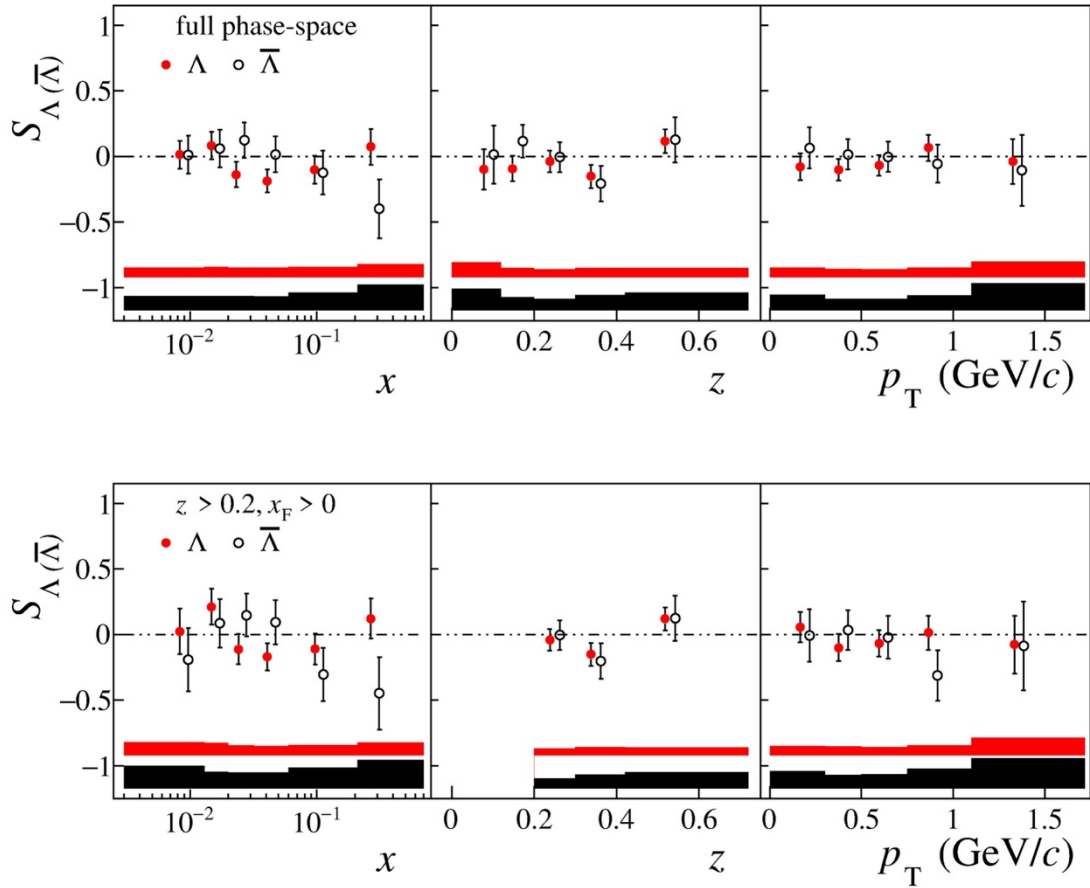 full phase-space
Λ Λ̅
S Λ (Λ̅)
1
0.5
0
−0.5
−1
10⁻² 10⁻¹
x
0 0.2 0.4 0.6
z
0 0.5 1 1.5
p_T (GeV/c)
z > 0.2, x_F > 0
Λ Λ̅
S Λ (Λ̅)
1
0.5
0
−0.5
−1
10⁻² 10⁻¹
x
0 0.2 0.4 0.6
z
0 0.5 1 1.5
p_T (GeV/c)